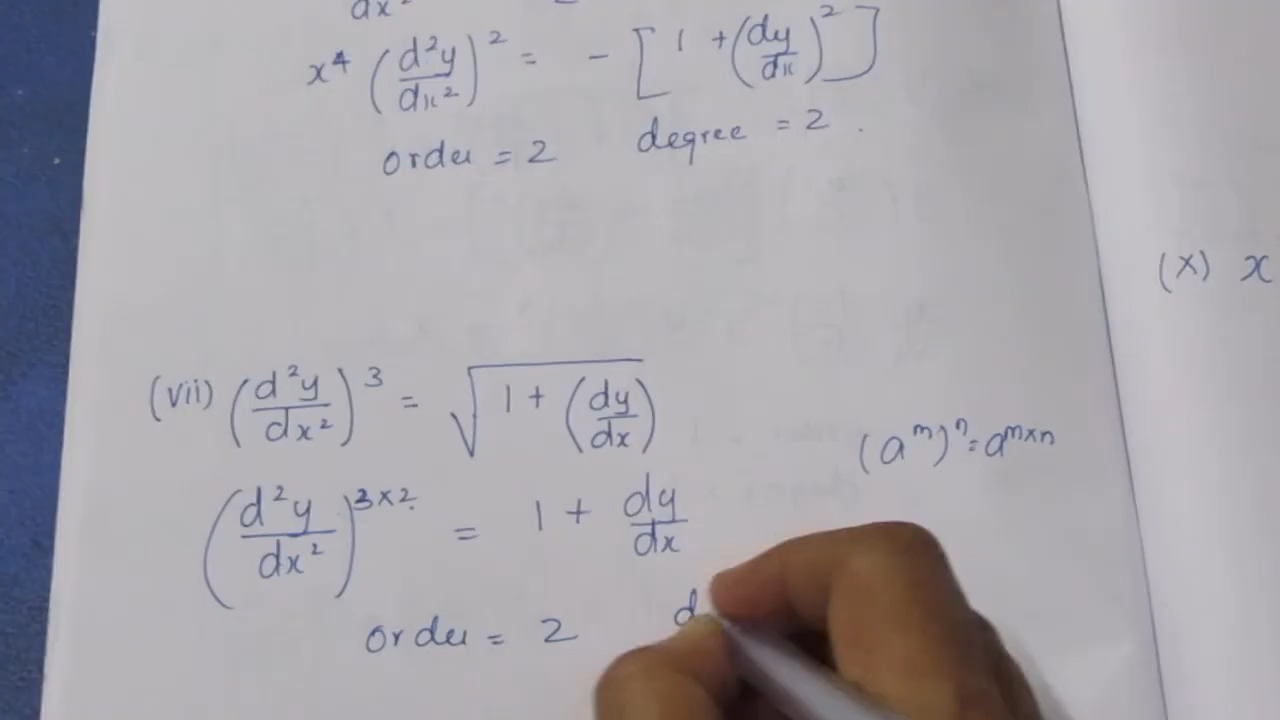 dx²
x⁴ (d²y/dx²)² = - [1 + (dy/dx)²]
order = 2 degree = 2 .
(x) x
(vii) (d²y/dx²)³ = √1 + (dy/dx)
(aᵐ)ⁿ = aᵐˣⁿ
(d²y/dx²)³ˣ² = 1 + dy/dx
order = 2 d